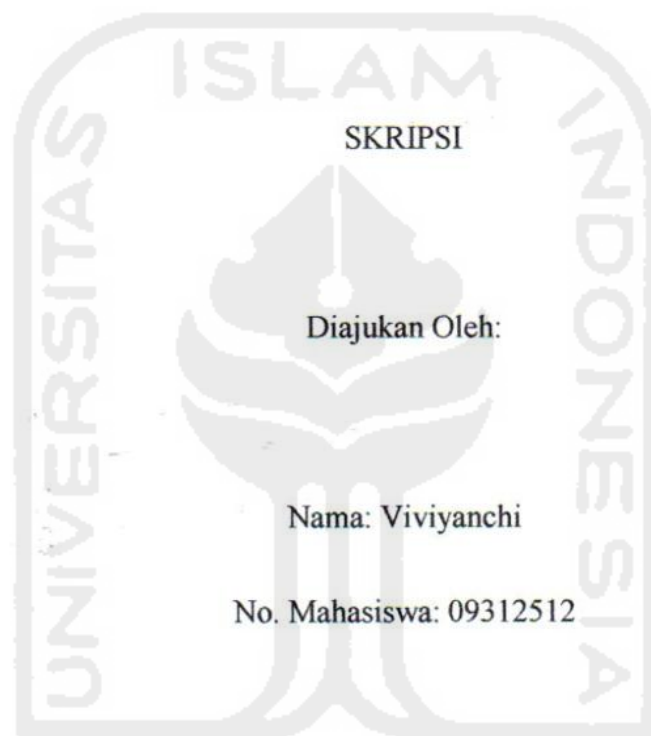 UNIVERSITAS ISLAM INDONESIA
SKRIPSI
Diajukan Oleh:
Nama: Viviyanchi
No. Mahasiswa: 09312512